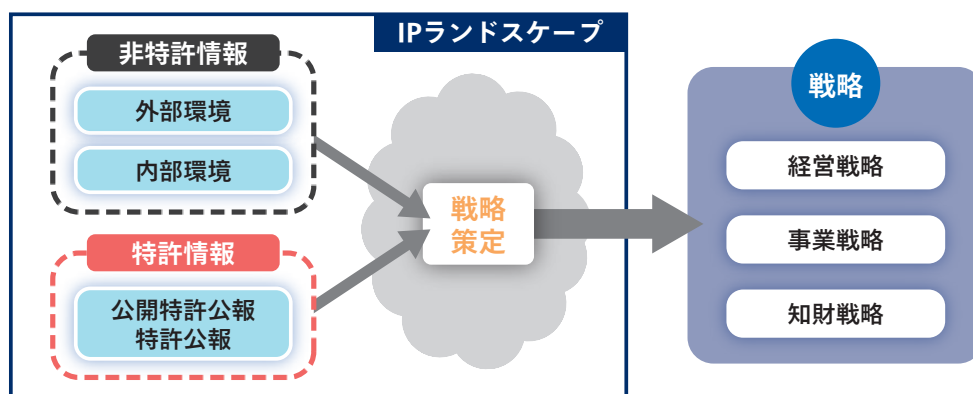 IPランドスケープ
非特許情報
外部環境
内部環境
特許情報
公開特許公報
特許公報
戦略
策定
戦略
経営戦略
事業戦略
知財戦略